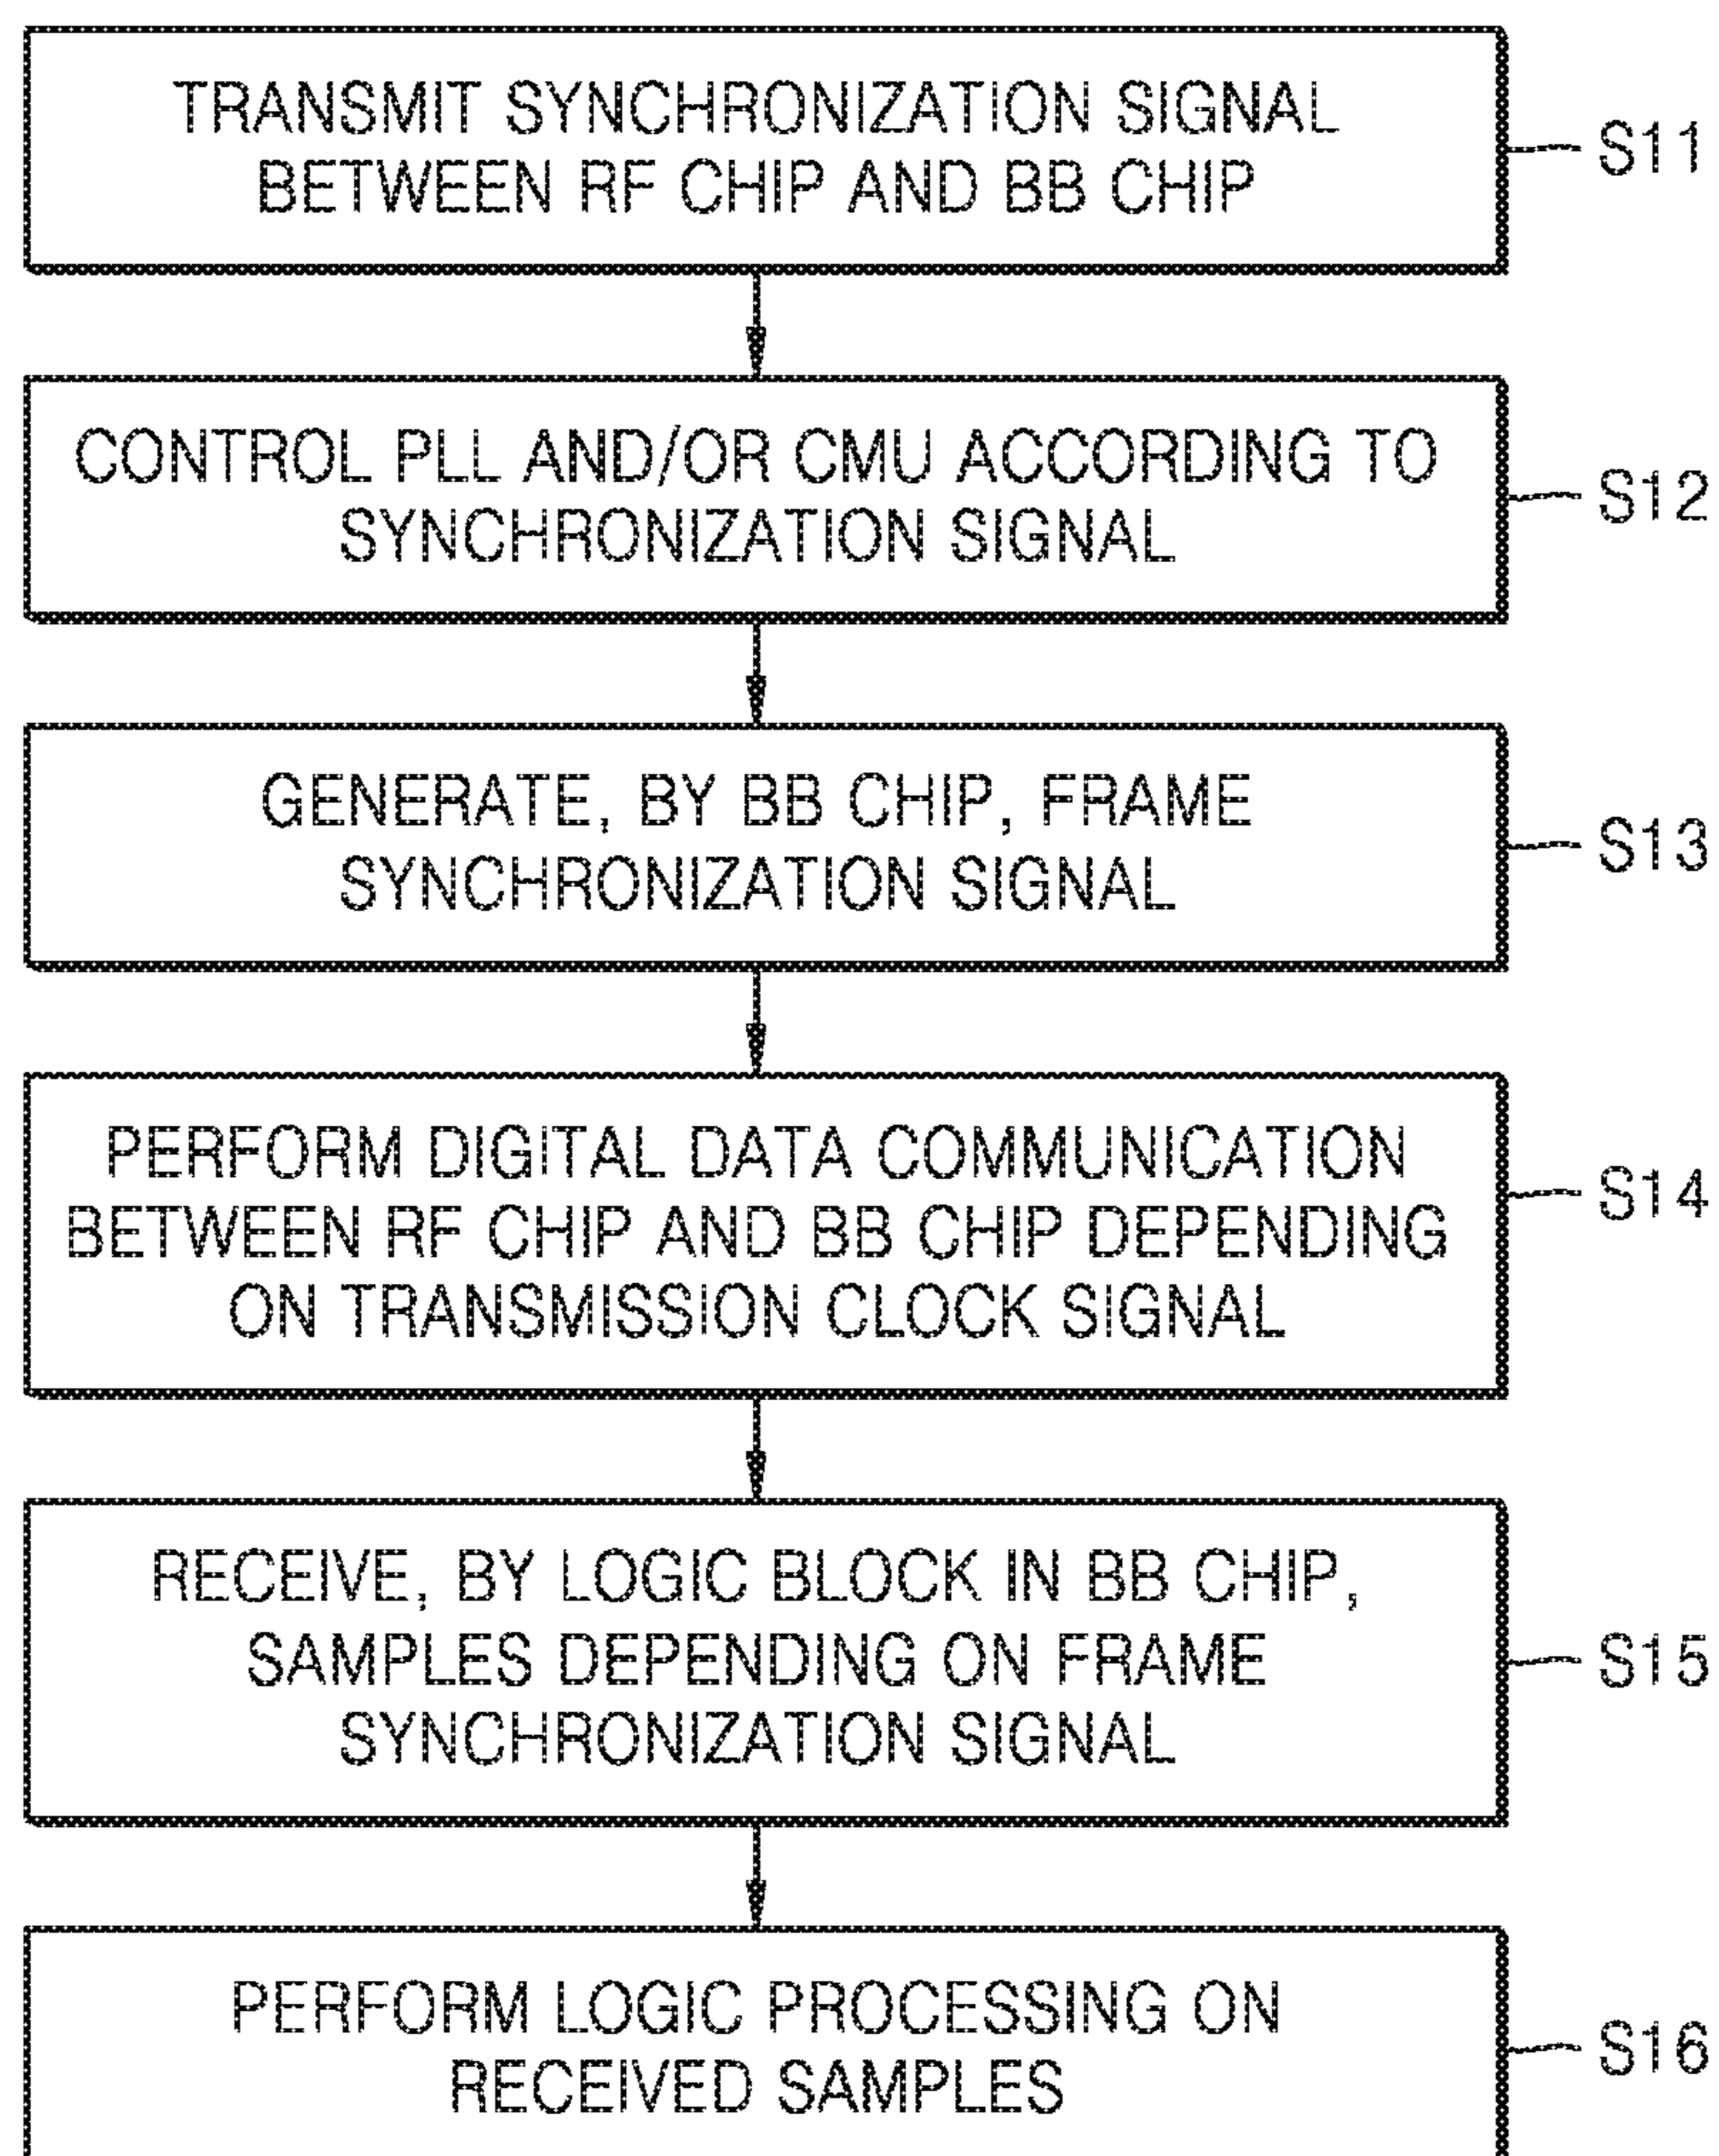 TRANSMIT SYNCHRONIZATION SIGNAL
BETWEEN RF CHIP AND BB CHIP
S11
CONTROL PLL AND/OR CMU ACCORDING TO
SYNCHRONIZATION SIGNAL
S12
GENERATE, BY BB CHIP, FRAME
SYNCHRONIZATION SIGNAL
S13
PERFORM DIGITAL DATA COMMUNICATION
BETWEEN RF CHIP AND BB CHIP DEPENDING
ON TRANSMISSION CLOCK SIGNAL
S14
RECEIVE, BY LOGIC BLOCK IN BB CHIP,
SAMPLES DEPENDING ON FRAME
SYNCHRONIZATION SIGNAL
S15
PERFORM LOGIC PROCESSING ON
RECEIVED SAMPLES
S16